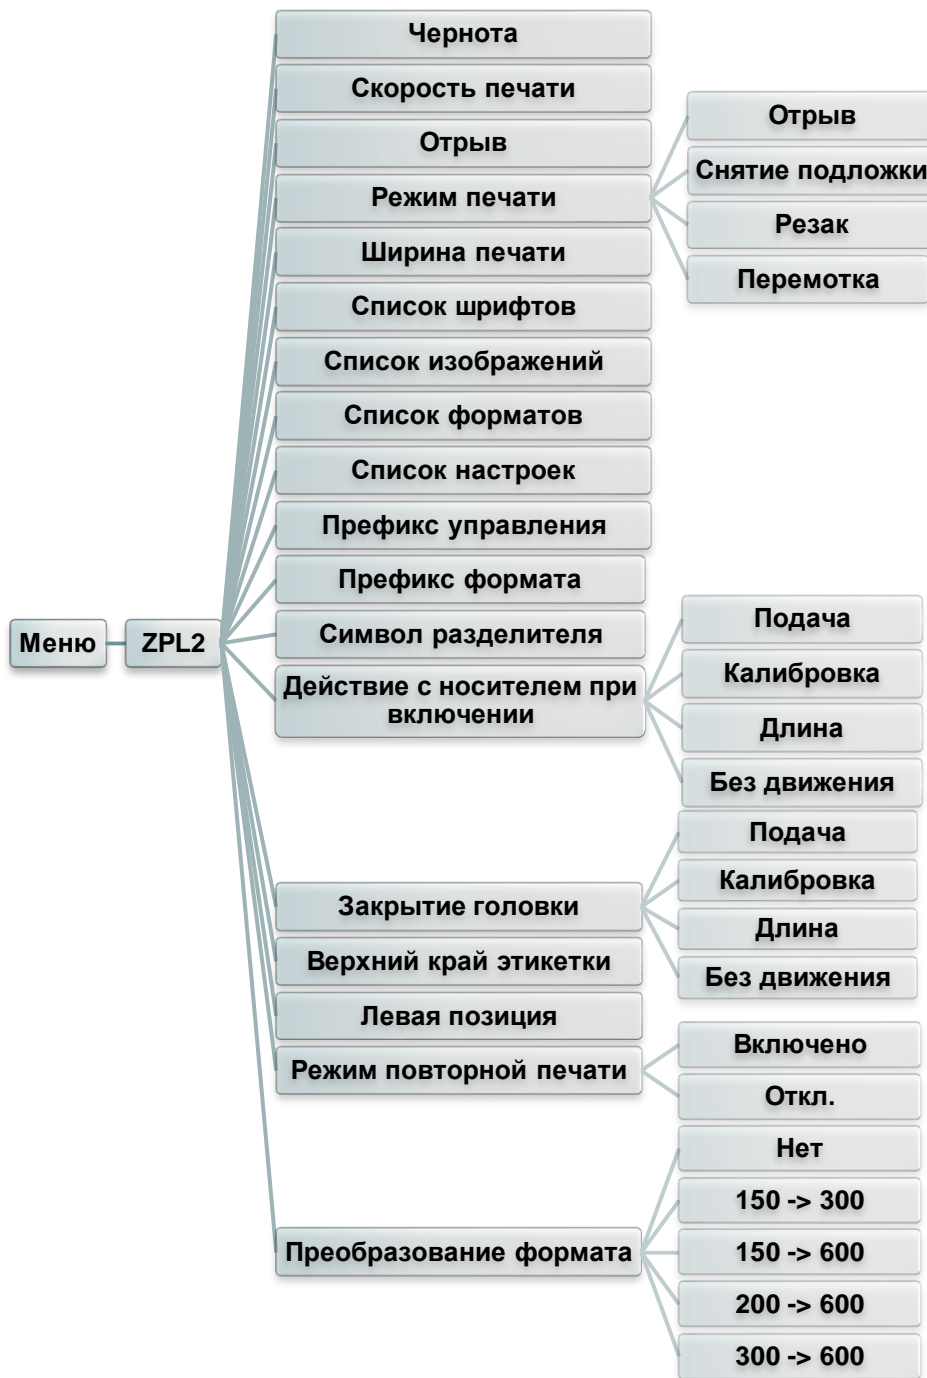 Меню
ZPL2
Чернота
Скорость печати
Отрыв
Режим печати
Отрыв
Снятие подложки
Резак
Перемотка
Ширина печати
Список шрифтов
Список изображений
Список форматов
Список настроек
Префикс управления
Префикс формата
Символ разделителя
Действие с носителем при
включении
Подача
Калибровка
Длина
Без движения
Закрытие головки
Подача
Калибровка
Длина
Без движения
Верхний край этикетки
Левая позиция
Режим повторной печати
Включено
Откл.
Преобразование формата
Нет
150 -> 300
150 -> 600
200 -> 600
300 -> 600